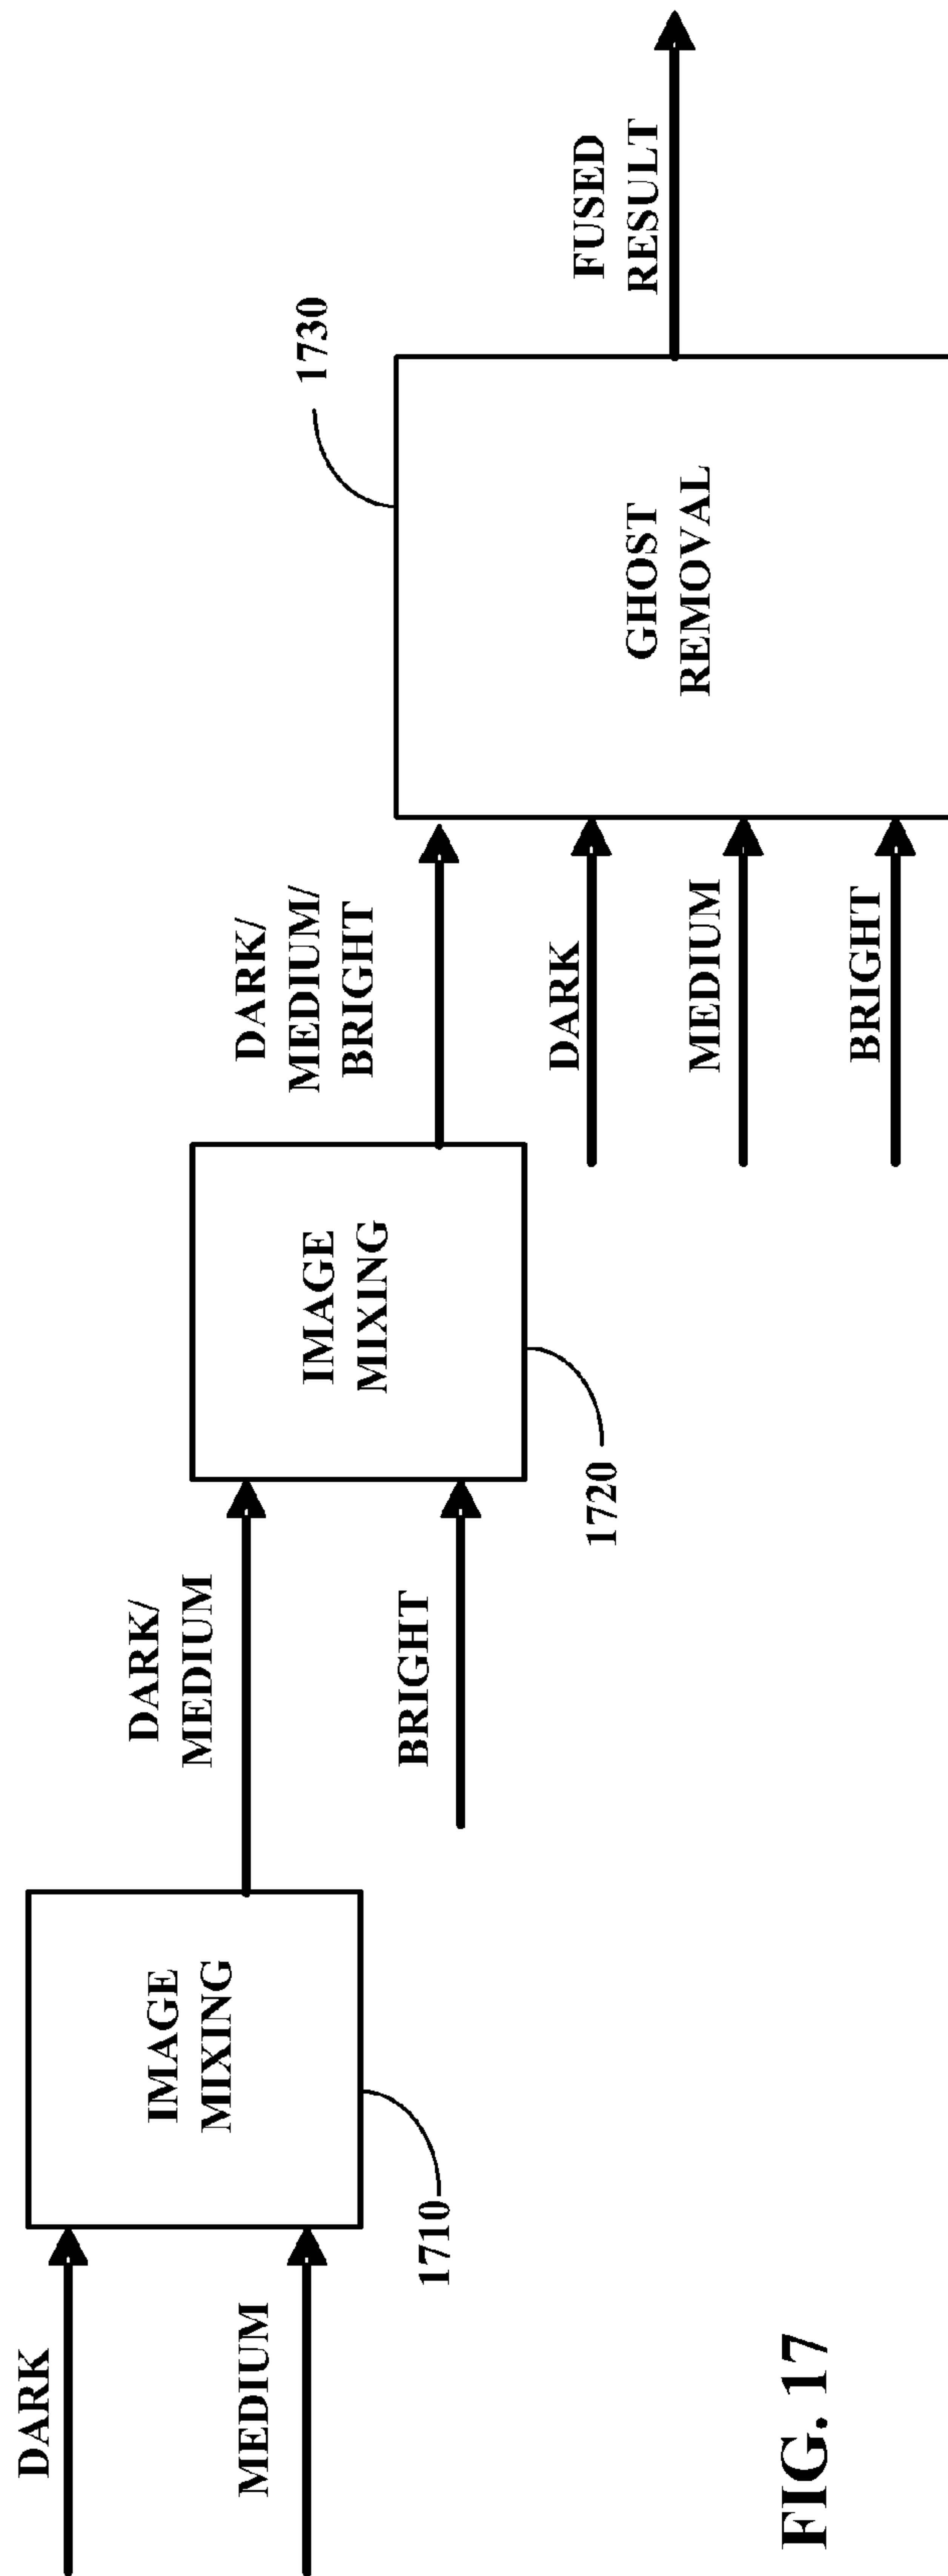 DARK
MEDIUM
IMAGE
MIXING
1710
DARK/
MEDIUM
BRIGHT
IMAGE
MIXING
1720
DARK/
MEDIUM/
BRIGHT
DARK
MEDIUM
BRIGHT
GHOST
REMOVAL
1730
FUSED
RESULT
FIG. 17